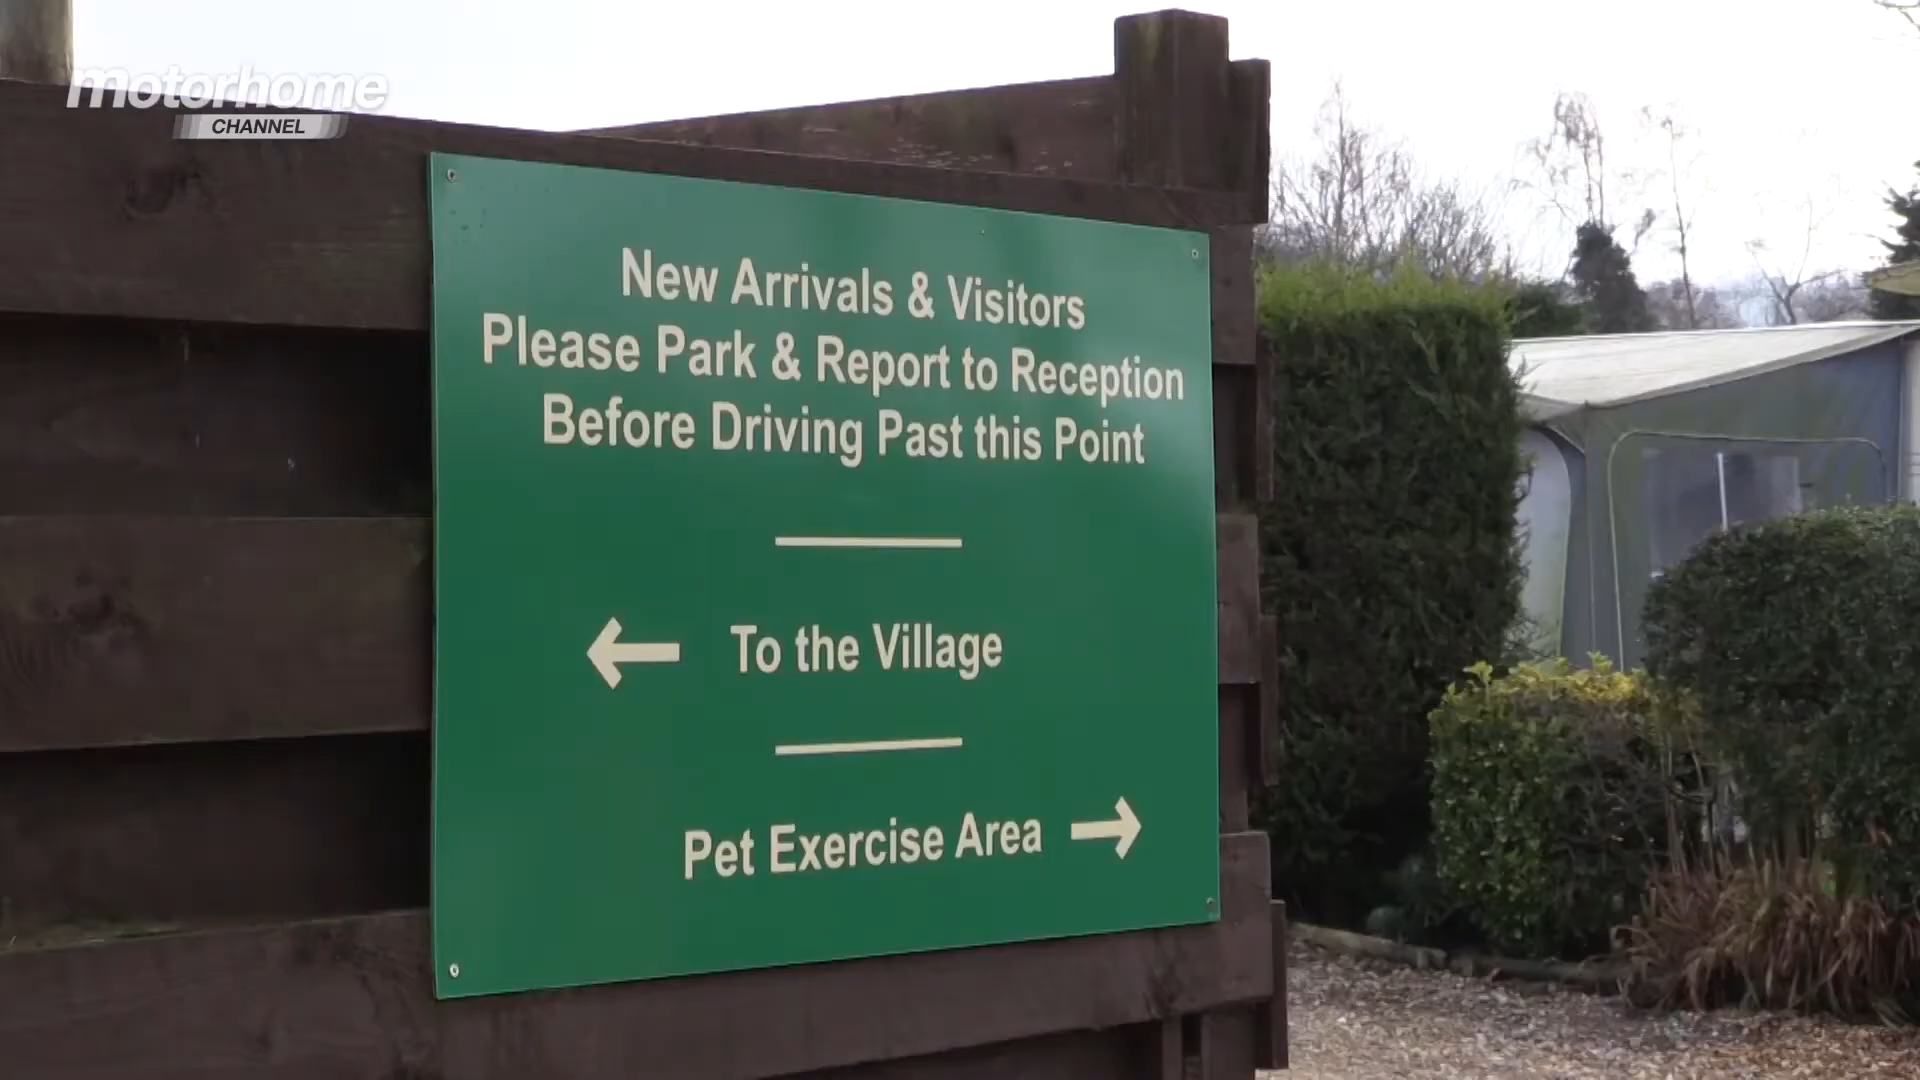 motorhome
CHANNEL
New Arrivals & Visitors
Please Park & Report to Reception
Before Driving Past this Point
To the Village
Pet Exercise Area